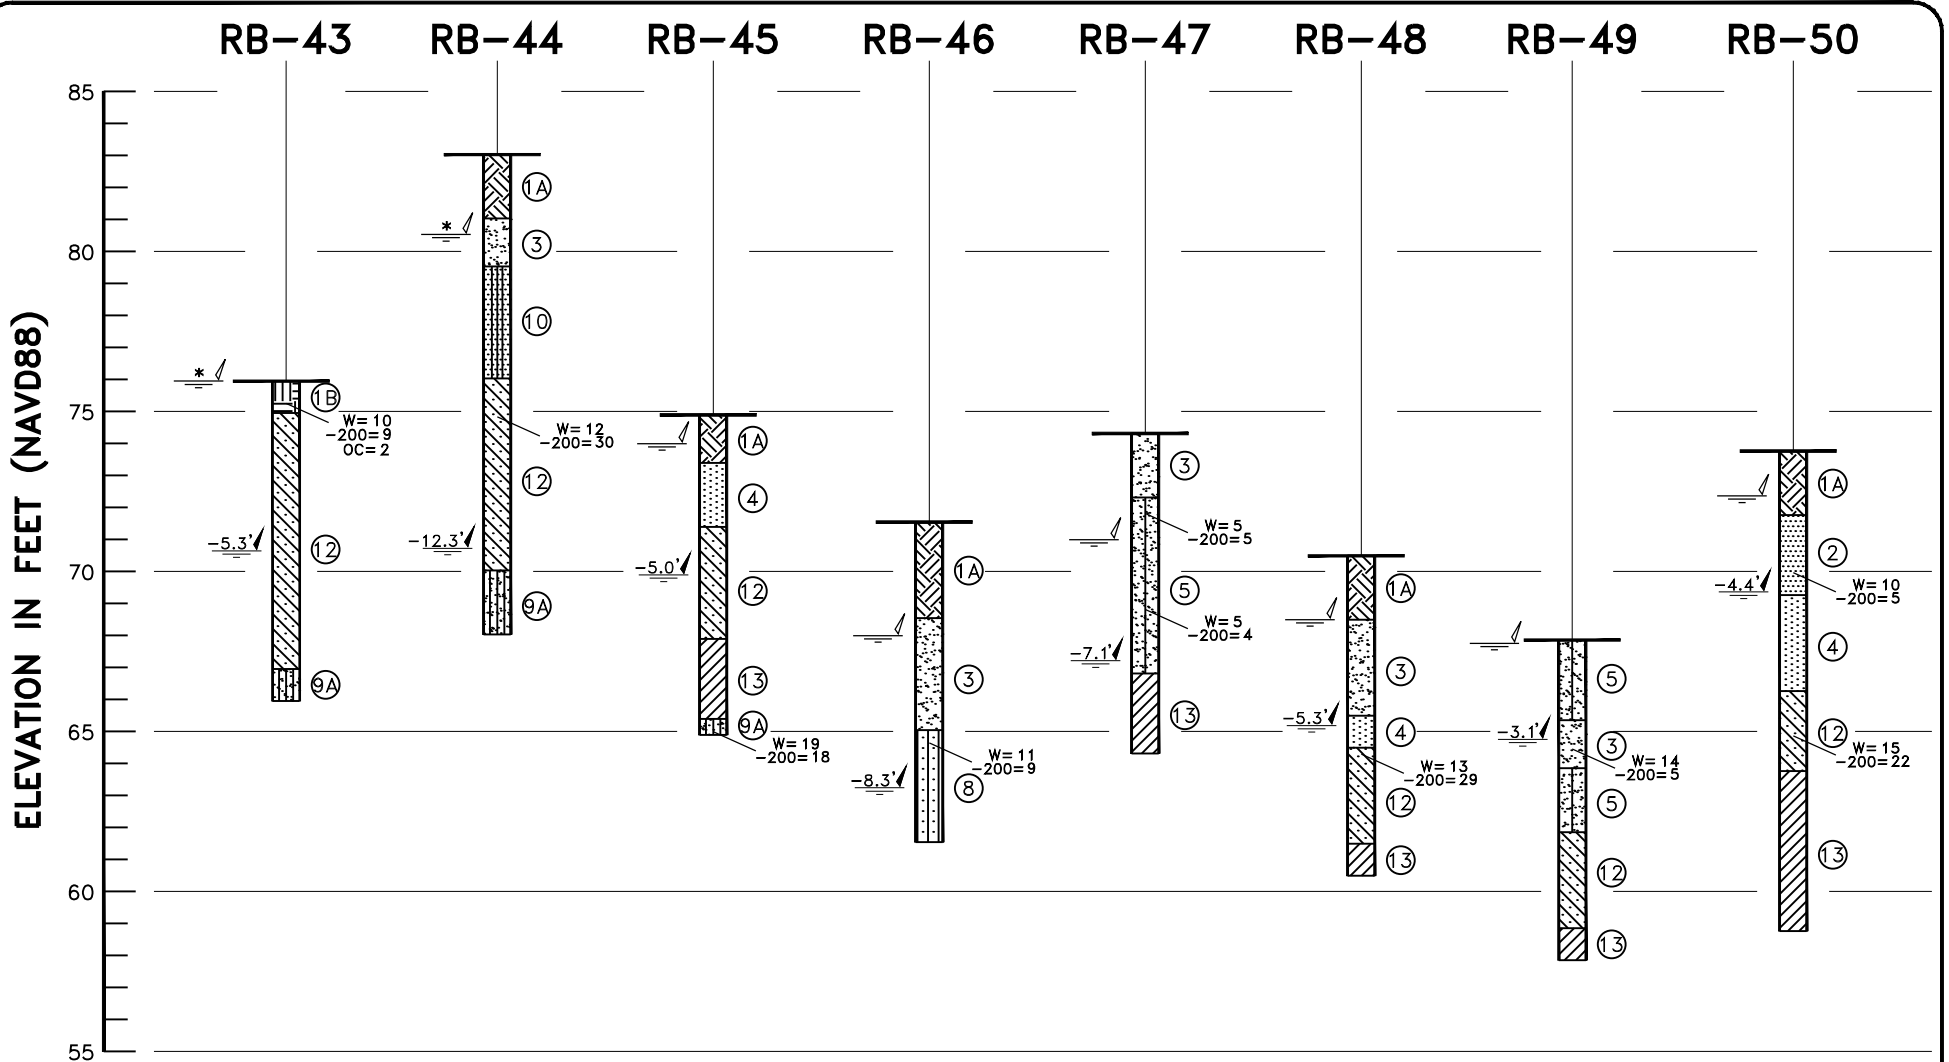 RB-43 RB-44 RB-45 RB-46 RB-47 RB-48 RB-49 RB-50
ELEVATION IN FEET (NAVD88)
85
80
75
70
65
60
55
*
1B
W=10
-200=9
OC=2
-5.3'
12
9A
1A
*
3
10
W=12
-200=30
12
-12.3'
9A
1A
4
-5.0'
12
13
9A
W=19
-200=18
1A
3
W=11
-200=9
-8.3'
8
3
W=5
-200=5
5
W=5
-200=4
-7.1'
13
1A
3
-5.3'
4
W=13
-200=29
12
13
5
-3.1'
3
W=14
-200=5
5
12
13
1A
2
-4.4'
W=10
-200=5
4
12
W=15
-200=22
13